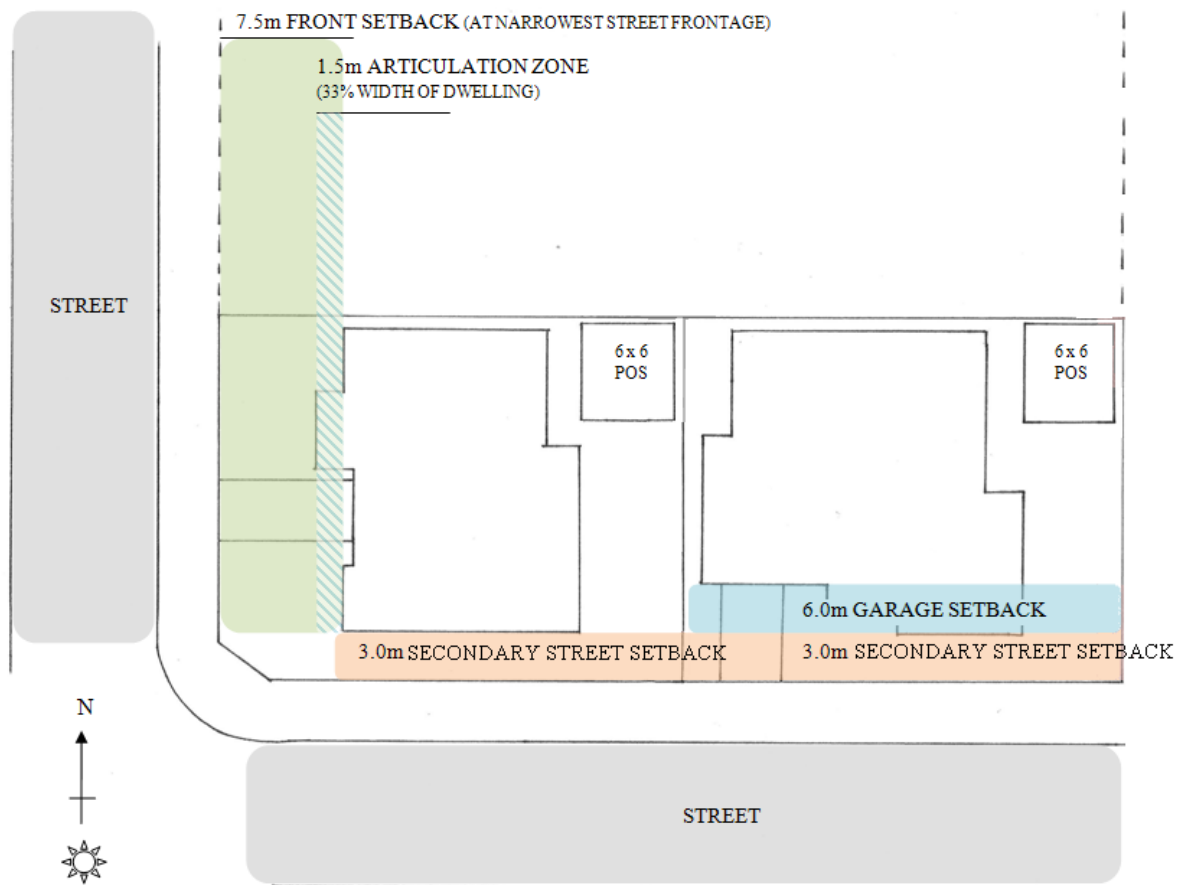 7.5m FRONT SETBACK (AT NARROWEST STREET FRONTAGE)
1.5m ARTICULATION ZONE
(33% WIDTH OF DWELLING)
STREET
6 x 6
POS
6 x 6
POS
6.0m GARAGE SETBACK
3.0m SECONDARY STREET SETBACK
3.0m SECONDARY STREET SETBACK
N
STREET